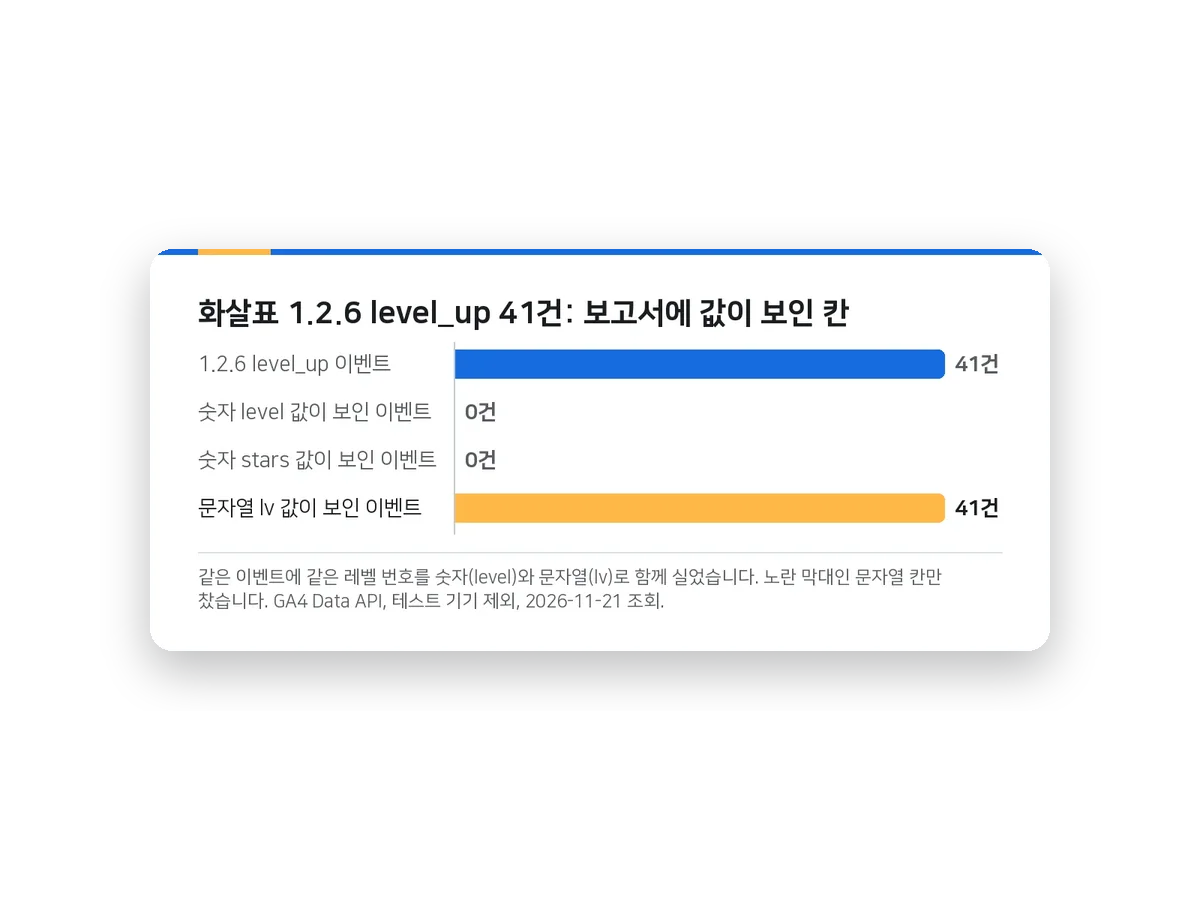 화살표 1.2.6 level_up 41건: 보고서에 값이 보인 칸
1.2.6 level_up 이벤트 41건
숫자 level 값이 보인 이벤트 0건
숫자 stars 값이 보인 이벤트 0건
문자열 lv 값이 보인 이벤트 41건
같은 이벤트에 같은 레벨 번호를 숫자(level)와 문자열(lv)로 함께 실었습니다. 노란 막대인 문자열 칸만
찼습니다. GA4 Data API, 테스트 기기 제외, 2026-11-21 조회.